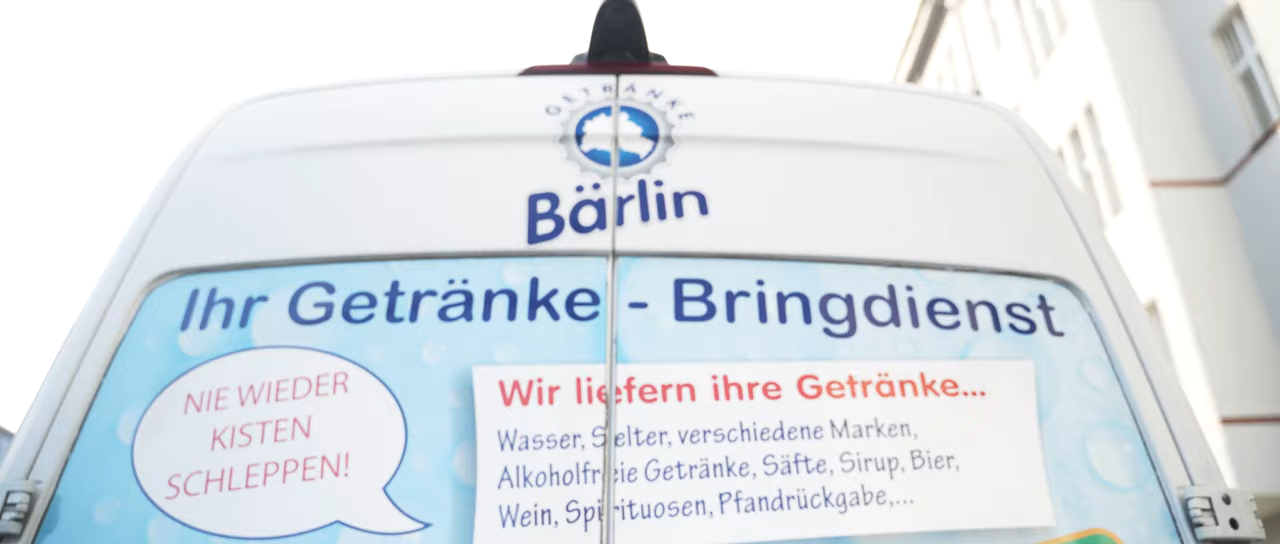 GETRÄNKE
Bärlin
Ihr Getränke - Bringdienst
NIE WIEDER
KISTEN
SCHLEPPEN!
Wir liefern ihre Getränke...
Wasser, Selter, verschiedene Marken,
Alkoholfreie Getränke, Säfte, Sirup, Bier,
Wein, Spirituosen, Pfandrückgabe,...